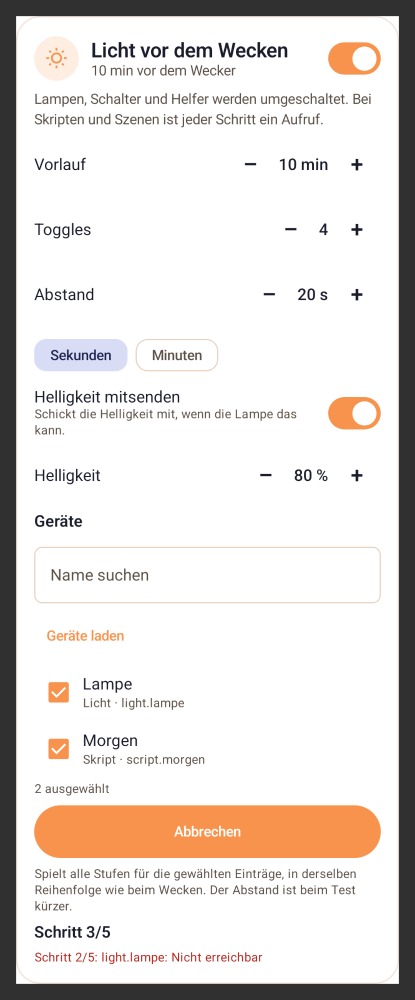 Licht vor dem Wecken
10 min vor dem Wecker
Lampen, Schalter und Helfer werden umgeschaltet. Bei
Skripten und Szenen ist jeder Schritt ein Aufruf.
Vorlauf − 10 min +
Toggles − 4 +
Abstand − 20 s +
Sekunden Minuten
Helligkeit mitsenden
Schickt die Helligkeit mit, wenn die Lampe das
kann.
Helligkeit − 80 % +
Geräte
Name suchen
Geräte laden
Lampe
Licht · light.lampe
Morgen
Skript · script.morgen
2 ausgewählt
Abbrechen
Spielt alle Stufen für die gewählten Einträge, in derselben
Reihenfolge wie beim Wecken. Der Abstand ist beim Test
kürzer.
Schritt 3/5
Schritt 2/5: light.lampe: Nicht erreichbar